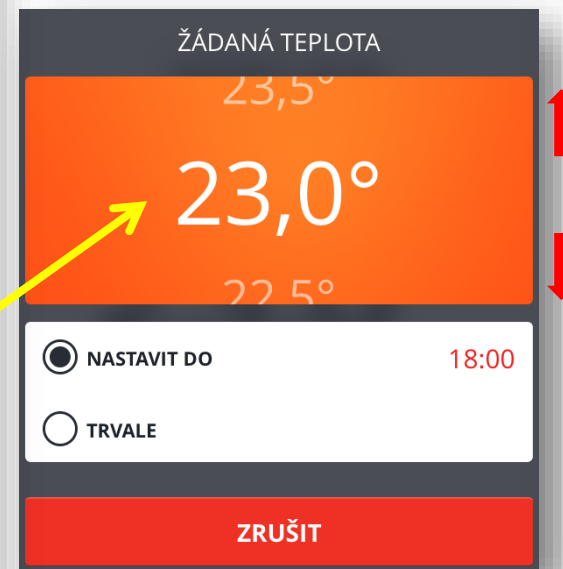 ŽÁDANÁ TEPLOTA
23,5°
23,0°
22,5°
NASTAVIT DO 18:00
TRVALE
ZRUŠIT